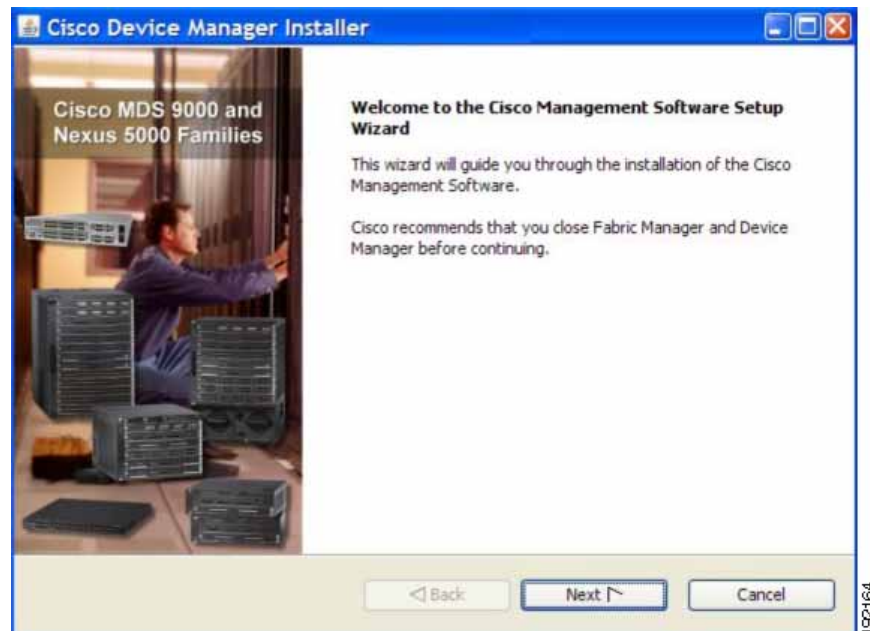 Cisco Device Manager Installer
Cisco MDS 9000 and
Nexus 5000 Families
Welcome to the Cisco Management Software Setup
Wizard
This wizard will guide you through the installation of the Cisco
Management Software.
Cisco recommends that you close Fabric Manager and Device
Manager before continuing.
Back
Next
Cancel
192164